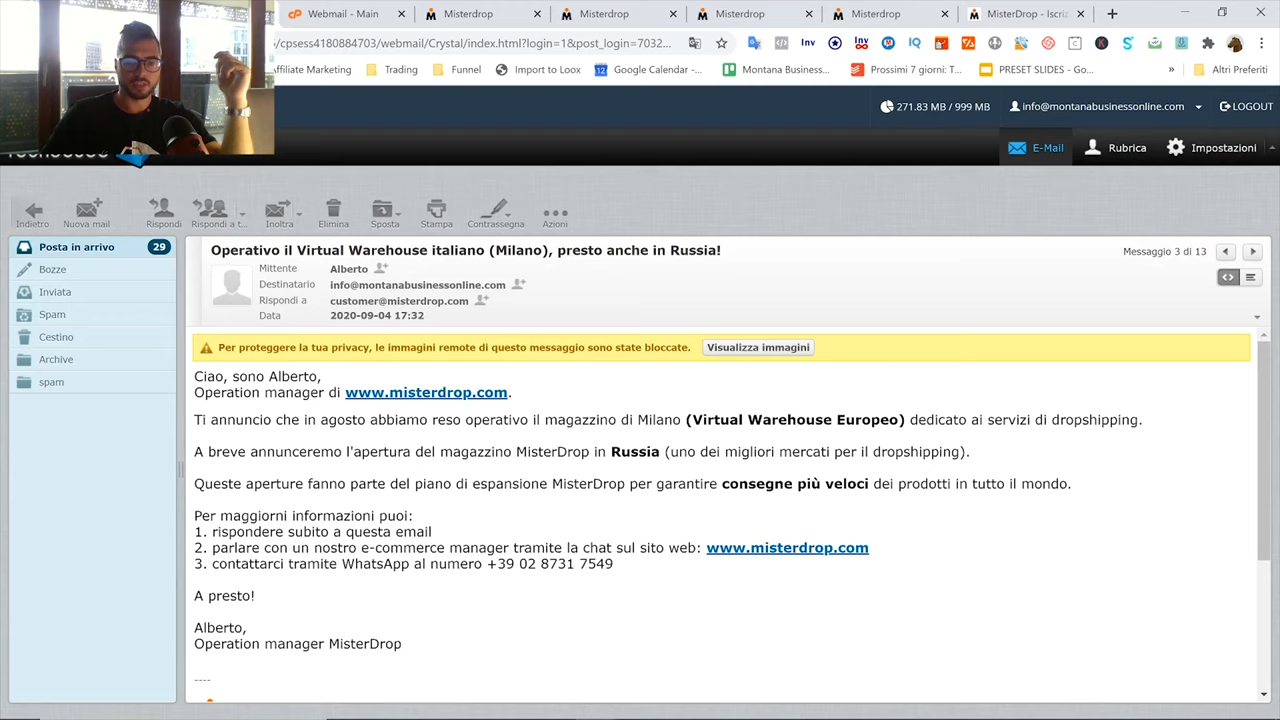 Webmail - Main
Misterdrop
Misterdrop
Misterdrop
Misterdrop
MisterDrop - Iscriz
/cpsess4180884703/webmail/Crystal/index.html?login=1&post_login=7032...
Inv
Inv
ffiliate Marketing
Trading
Funnel
Google Calendar -...
Montana Business...
Prossimi 7 giorni: T...
PRESET SLIDES - Go...
»
Altri Preferiti
271.83 MB / 999 MB
info@montanabusinessonline.com
LOGOUT
E-Mail
Rubrica
Impostazioni
Indietro
Nuova mail
Rispondi
Rispondi a t...
Inoltra
Elimina
Sposta
Stampa
Contrassegna
Azioni
Posta in arrivo 29
Bozze
Inviata
Spam
Cestino
Archive
spam
Operativo il Virtual Warehouse italiano (Milano), presto anche in Russia!
Messaggio 3 di 13
Mittente Alberto
Destinatario info@montanabusinessonline.com
Rispondi a customer@misterdrop.com
Data 2020-09-04 17:32
Per proteggere la tua privacy, le immagini remote di questo messaggio sono state bloccate.
Visualizza immagini
Ciao, sono Alberto,
Operation manager di www.misterdrop.com.
Ti annuncio che in agosto abbiamo reso operativo il magazzino di Milano (Virtual Warehouse Europeo) dedicato ai servizi di dropshipping.
A breve annunceremo l'apertura del magazzino MisterDrop in Russia (uno dei migliori mercati per il dropshipping).
Queste aperture fanno parte del piano di espansione MisterDrop per garantire consegne più veloci dei prodotti in tutto il mondo.
Per maggiorni informazioni puoi:
1. rispondere subito a questa email
2. parlare con un nostro e-commerce manager tramite la chat sul sito web: www.misterdrop.com
3. contattarci tramite WhatsApp al numero +39 02 8731 7549
A presto!
Alberto,
Operation manager MisterDrop
----